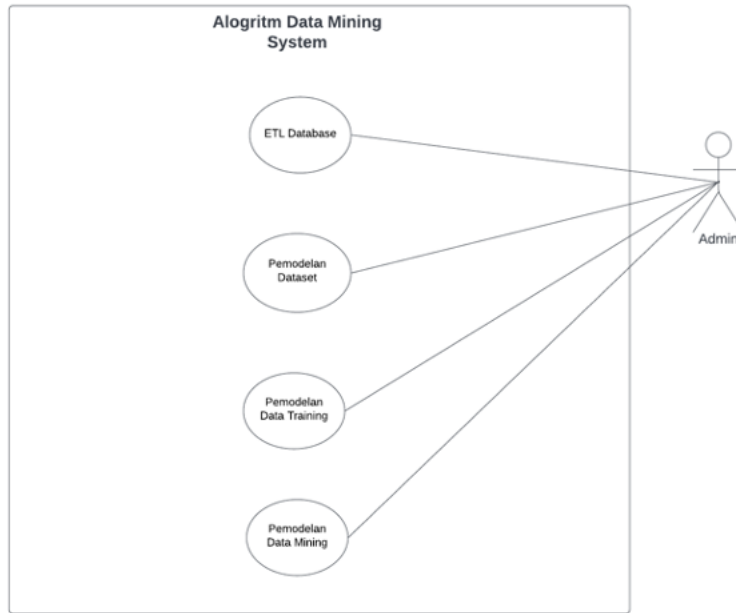 Alogritm Data Mining
System
ETL Database
Pemodelan
Dataset
Pemodelan
Data Training
Pemodelan
Data Mining
Admin